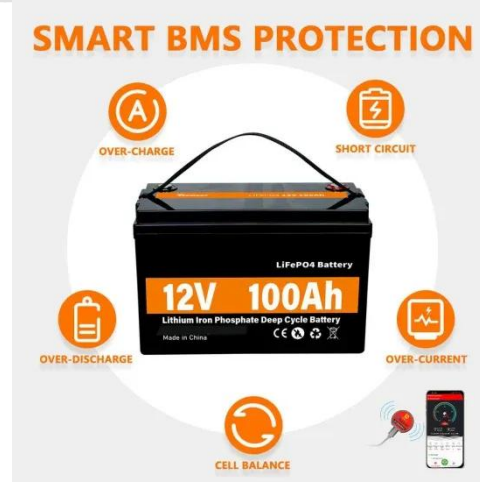 SMART BMS PROTECTION
OVER-CHARGE
SHORT CIRCUIT
LiFePO4 Battery
12V 100Ah
Lithium Iron Phosphate Deep Cycle Battery
Made in China
CE
OVER-DISCHARGE
OVER-CURRENT
CELL BALANCE